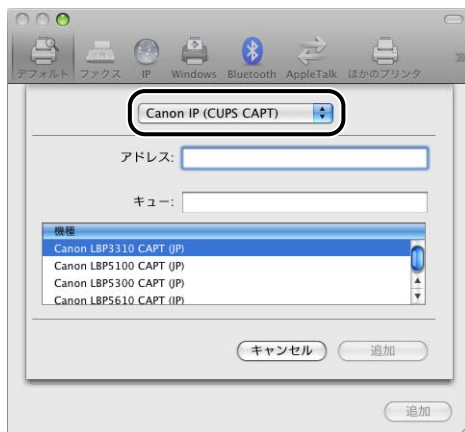 デフォルト ファクス IP Windows Bluetooth AppleTalk ほかのプリンタ
Canon IP (CUPS CAPT)
アドレス:
キュー:
機種
Canon LBP3310 CAPT (JP)
Canon LBP5100 CAPT (JP)
Canon LBP5300 CAPT (JP)
Canon LBP5610 CAPT (JP)
キャンセル 追加
追加